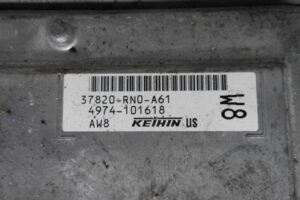 37820-RN0-A61
4974-101618
AW8 KEIHIN us
8M